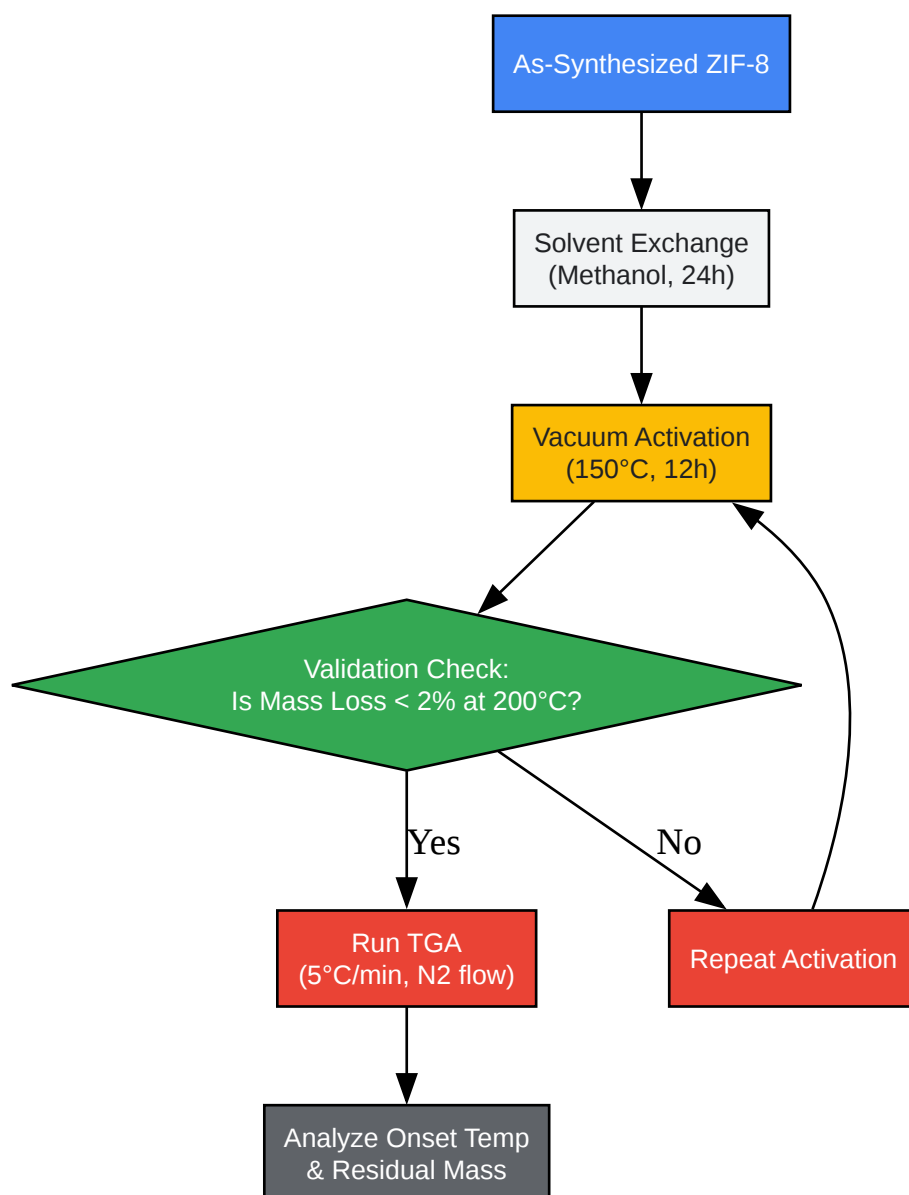 As-Synthesized ZIF-8
Solvent Exchange
(Methanol, 24h)
Vacuum Activation
(150°C, 12h)
Validation Check:
Is Mass Loss < 2% at 200°C?
Yes
No
Run TGA
(5°C/min, N2 flow)
Repeat Activation
Analyze Onset Temp
& Residual Mass